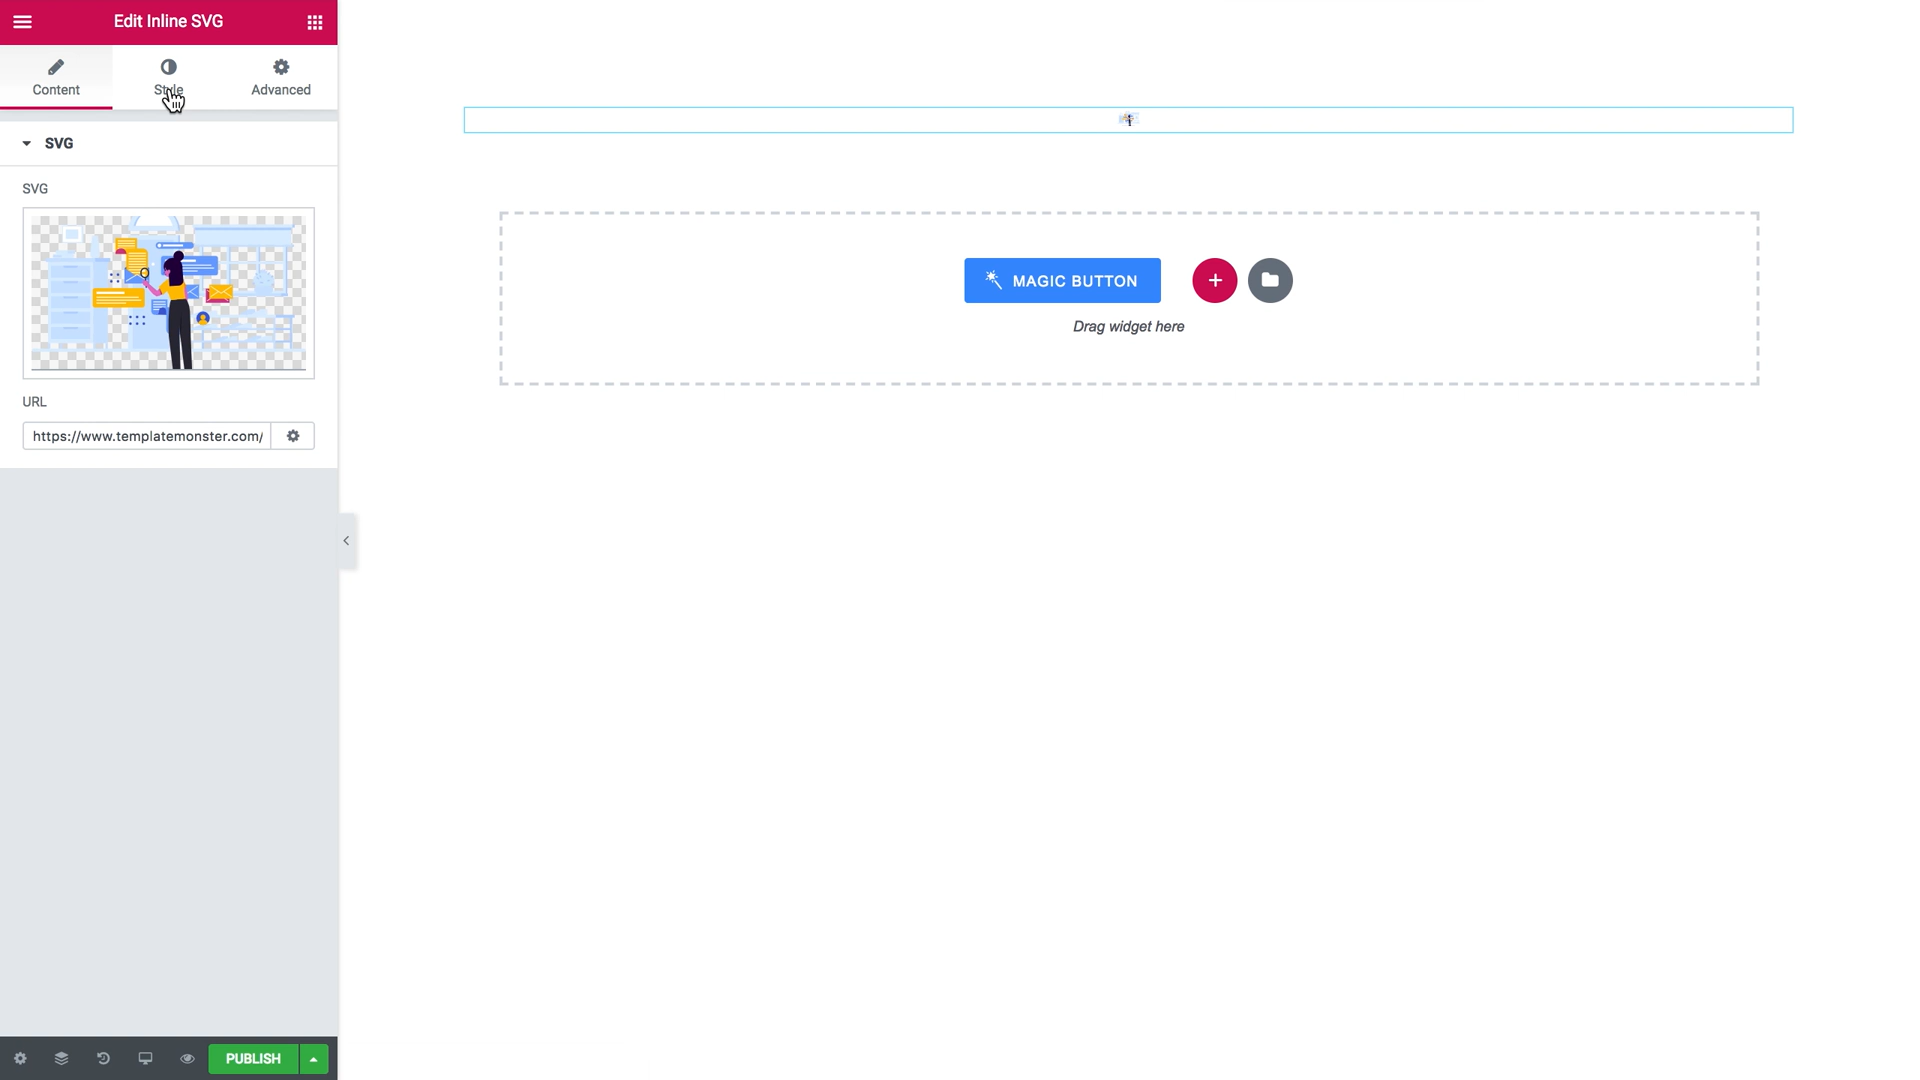 Edit Inline SVG
Content
Style
Advanced
SVG
SVG
URL
https://www.templatemonster.com/
MAGIC BUTTON
Drag widget here
PUBLISH